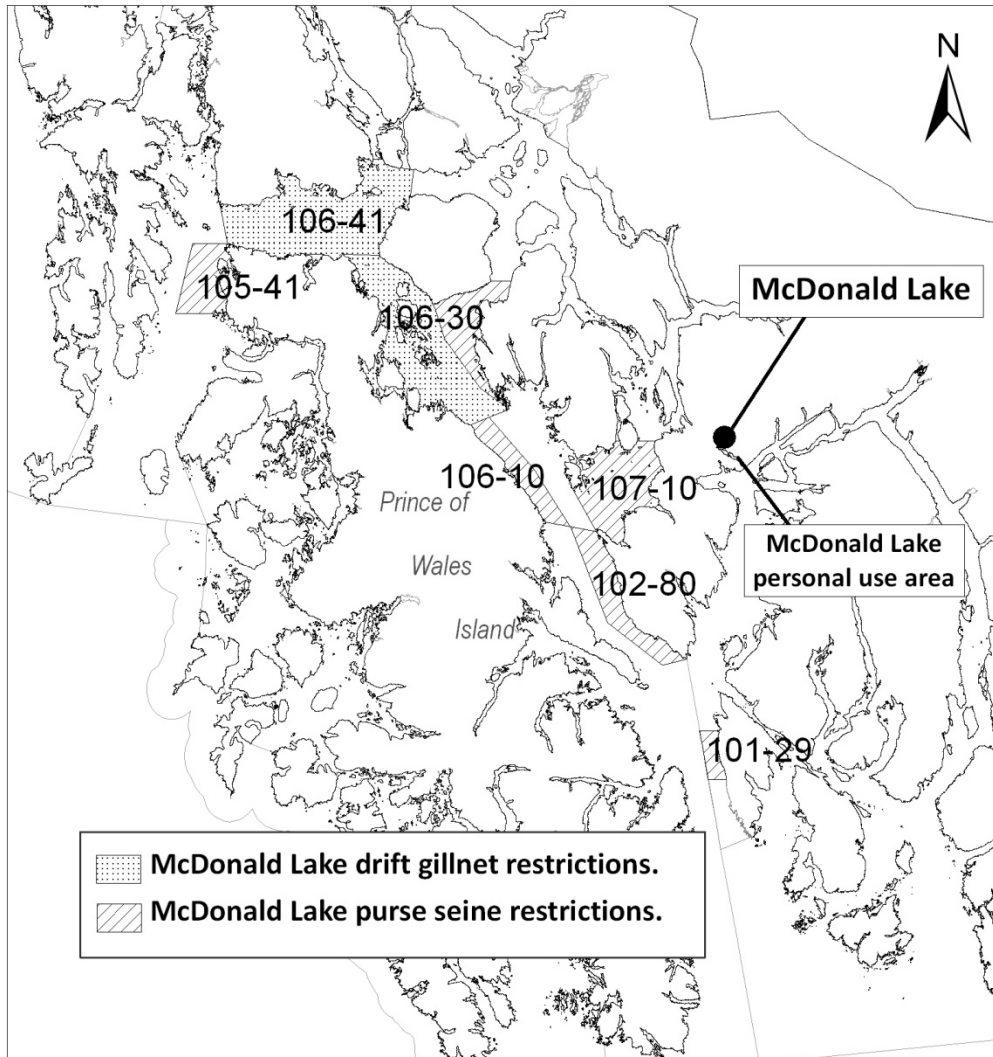 N
106-41
105-41
106-30
McDonald Lake
106-10
107-10
Prince of
Wales
Island
McDonald Lake
personal use area
102-80
101-29
McDonald Lake drift gillnet restrictions.
McDonald Lake purse seine restrictions.